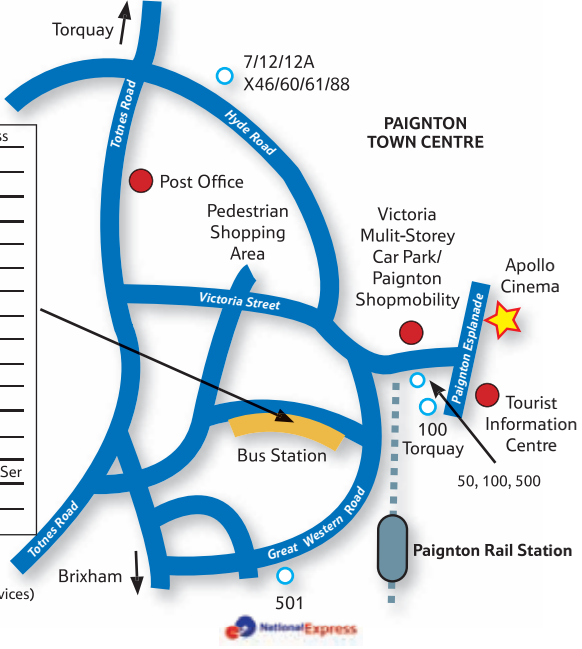 Torquay
7/12/12A
X46/60/61/88
Totnes Road
Hyde Road
PAIGNTON
TOWN CENTRE
ss
Post Office
Pedestrian
Shopping
Area
Victoria
Mulit-Storey
Car Park/
Paignton
Shopmobility
Apollo
Cinema
Victoria Street
Paignton Esplanade
Tourist
Information
Centre
100
Torquay
Bus Station
50, 100, 500
Ser
Totnes Road
Great Western Road
Paignton Rail Station
Brixham
vices)
501
NationalExpress